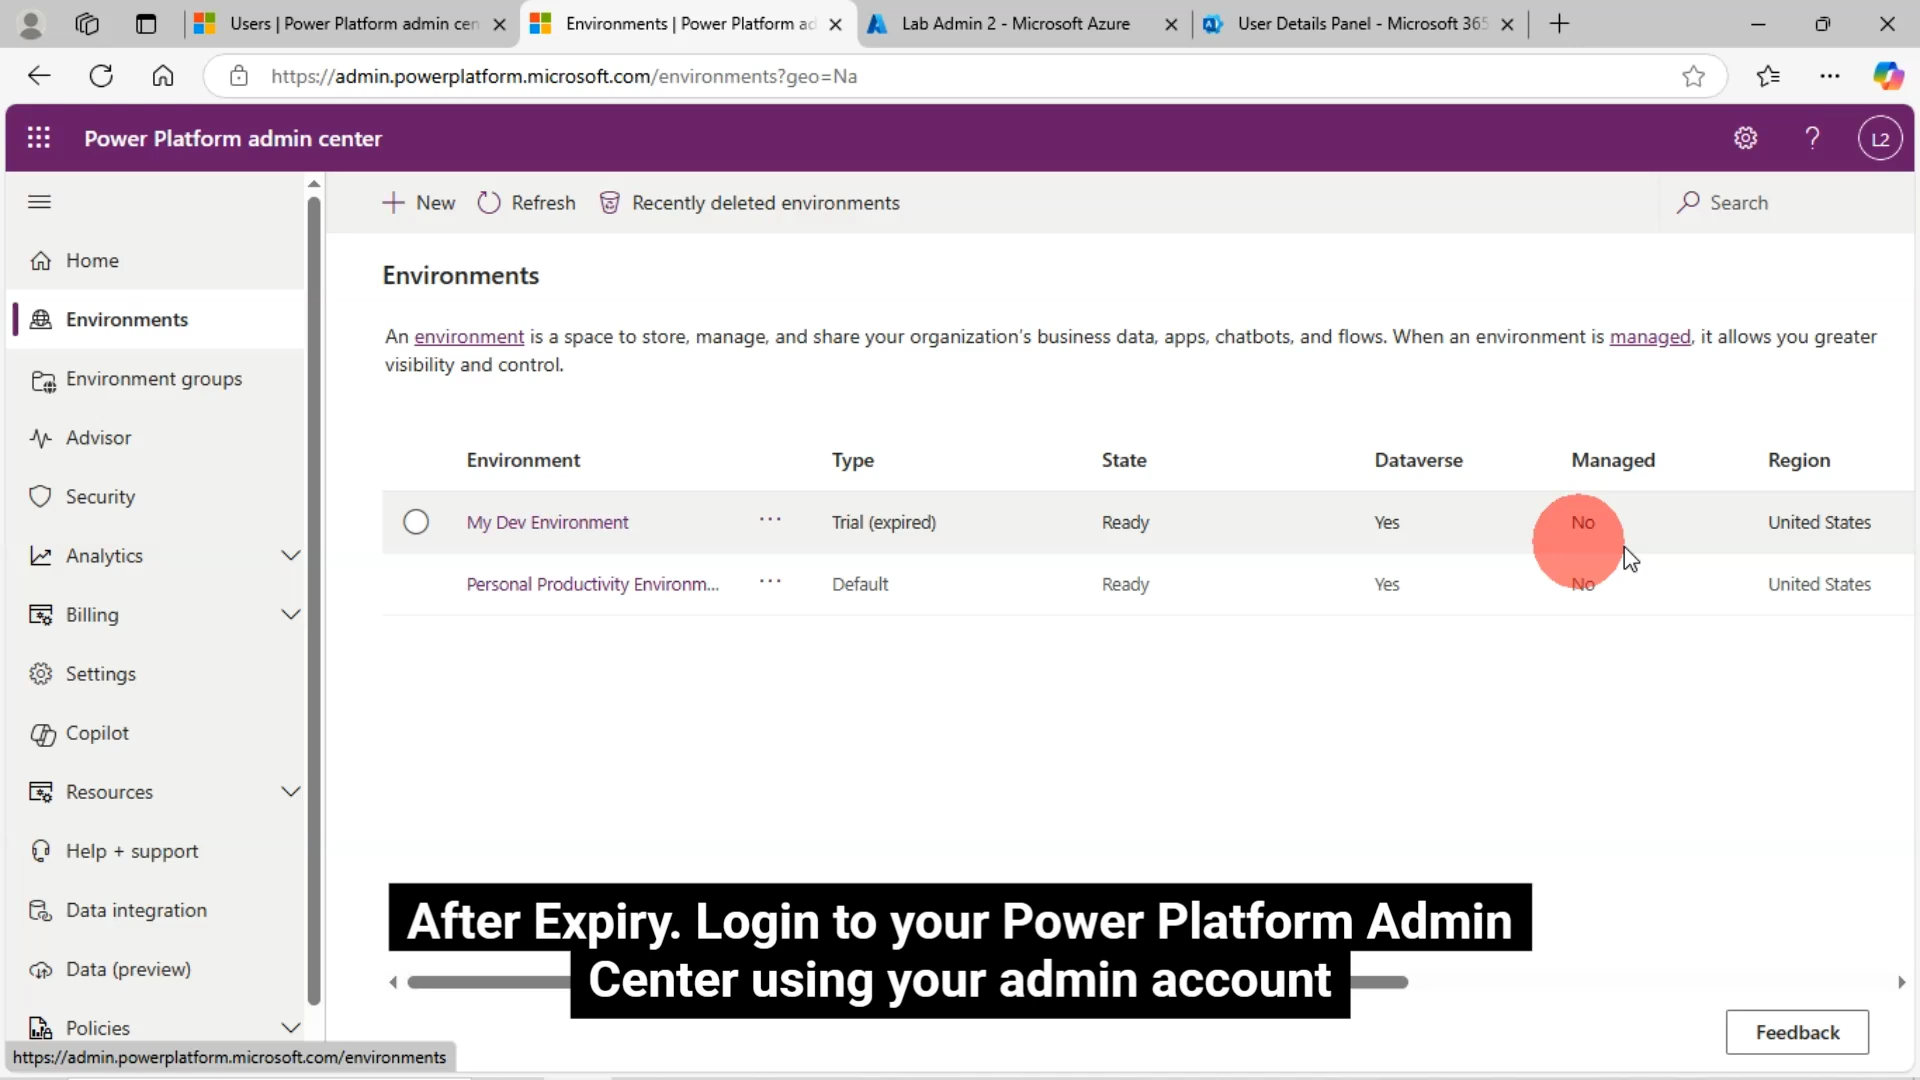 Users | Power Platform admin cen
Environments | Power Platform ad
Lab Admin 2 - Microsoft Azure
User Details Panel - Microsoft 365
https://admin.powerplatform.microsoft.com/environments?geo=Na
Power Platform admin center
L2
New
Refresh
Recently deleted environments
Search
Home
Environments
Environment groups
Advisor
Security
Analytics
Billing
Settings
Copilot
Resources
Help + support
Data integration
Data (preview)
Policies
Environments
An environment is a space to store, manage, and share your organization's business data, apps, chatbots, and flows. When an environment is managed, it allows you greater
visibility and control.
Environment Type State Dataverse Managed Region
My Dev Environment ··· Trial (expired) Ready Yes No United States
Personal Productivity Environm... ··· Default Ready Yes No United States
After Expiry. Login to your Power Platform Admin
Center using your admin account
Feedback
https://admin.powerplatform.microsoft.com/environments